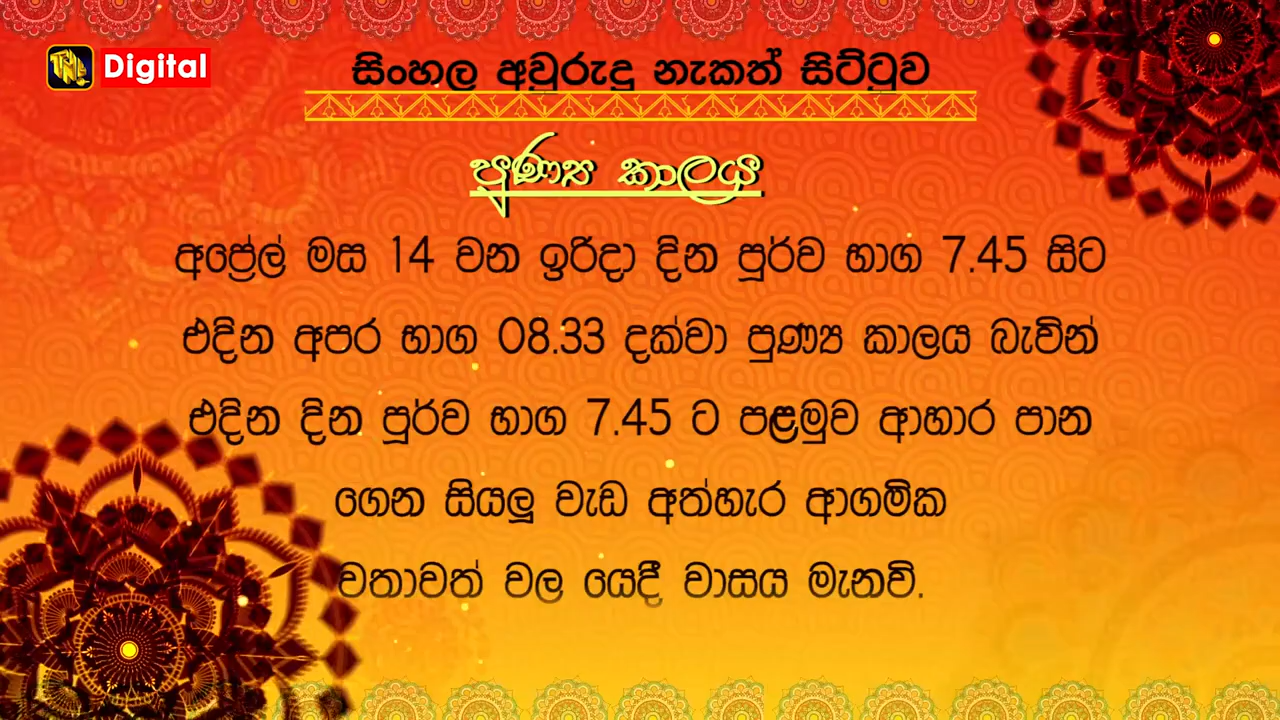 TNL Digital
සිංහල අවුරුදු නැකත් සිට්ටුව
පුණ්‍ය කාලය
අප්‍රේල් මස 14 වන ඉරිදා දින පූර්ව භාග 7.45 සිට
එදින අපර භාග 08.33 දක්වා පුණ්‍ය කාලය බැවින්
එදින දින පූර්ව භාග 7.45 ට පළමුව ආහාර පාන
ගෙන සියලූ වැඩ අත්හැර ආගමික
වතාවත් වල යෙදී වාසය මැනවි.